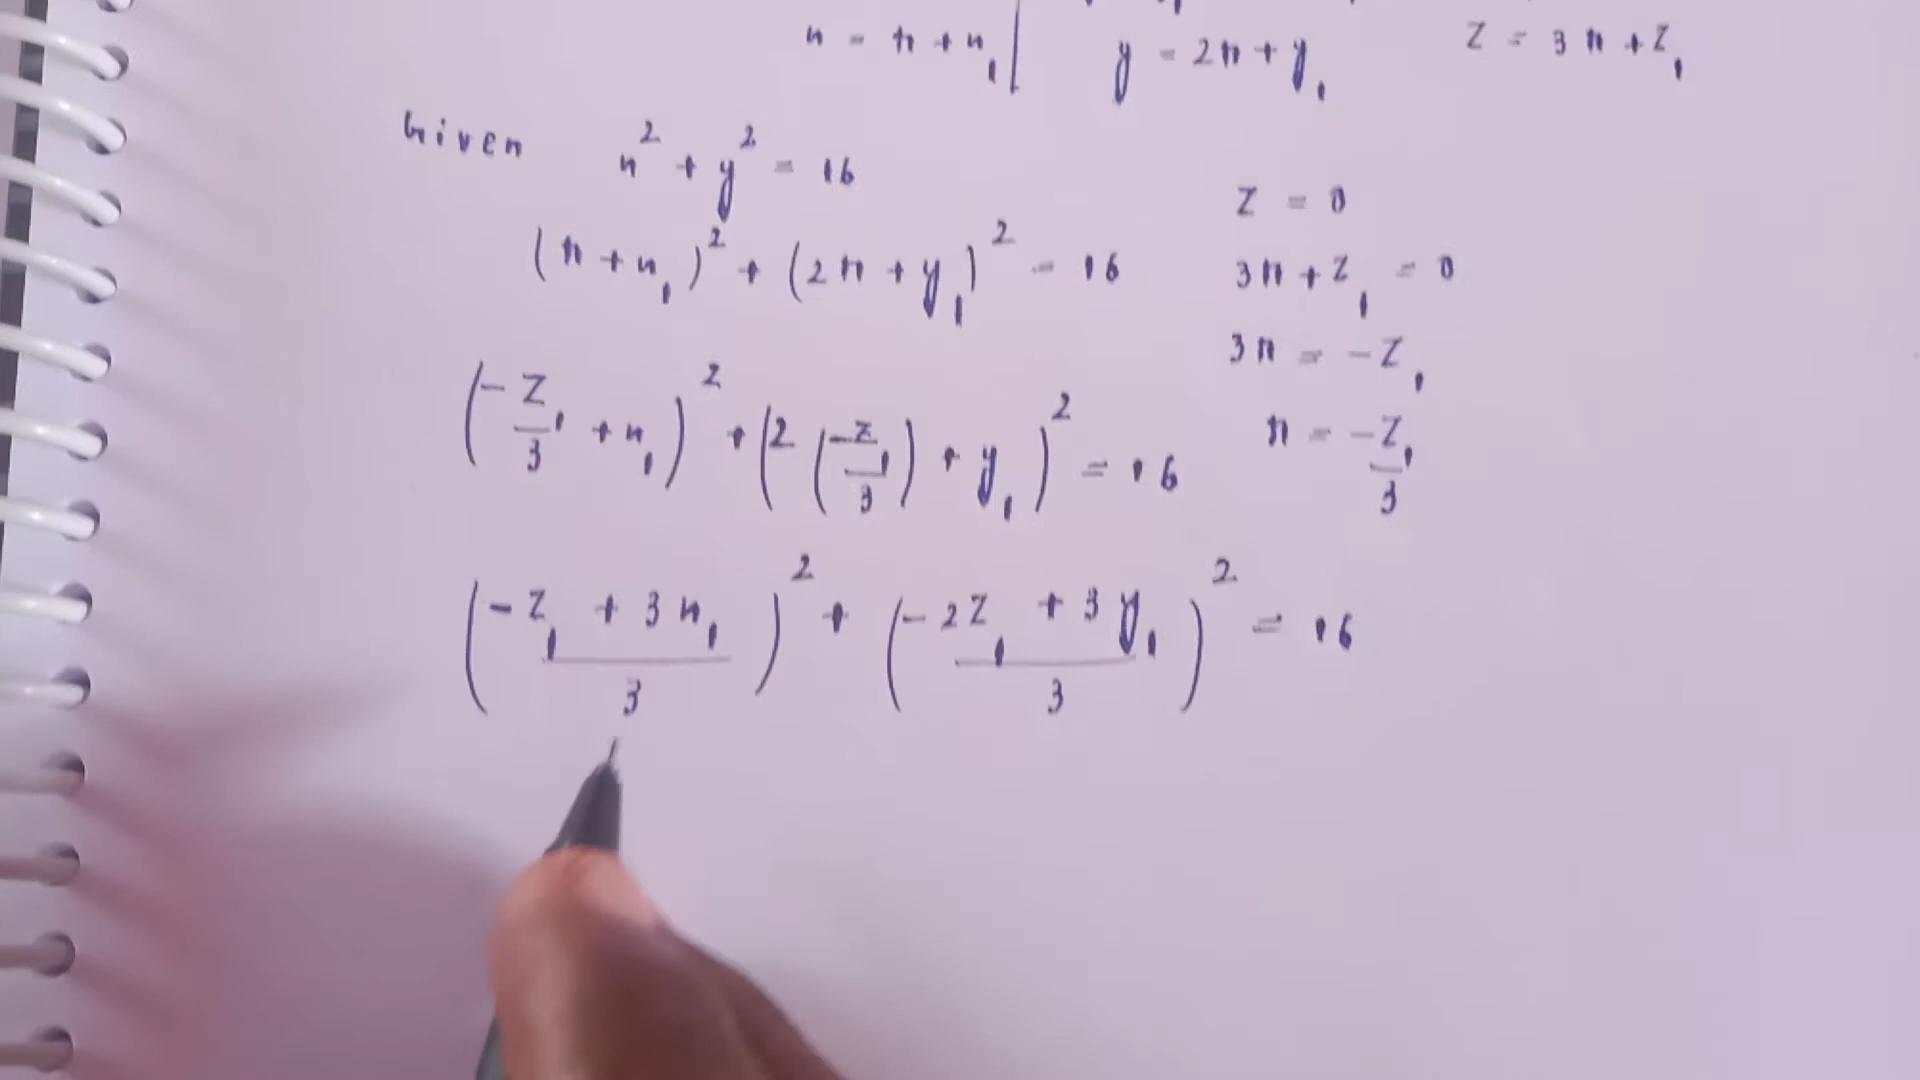 x = r + x₁ | y = 2r + y₁ z = 3r + z₁
Given x² + y² = 16
z = 0
(r + x₁)² + (2r + y₁)² = 16
3r + z₁ = 0
3r = -z₁
(-z₁/3 + x₁)² + (2(-z₁/3) + y₁)² = 16
r = -z₁/3
((-z₁ + 3x₁)/3)² + ((-2z₁ + 3y₁)/3)² = 16